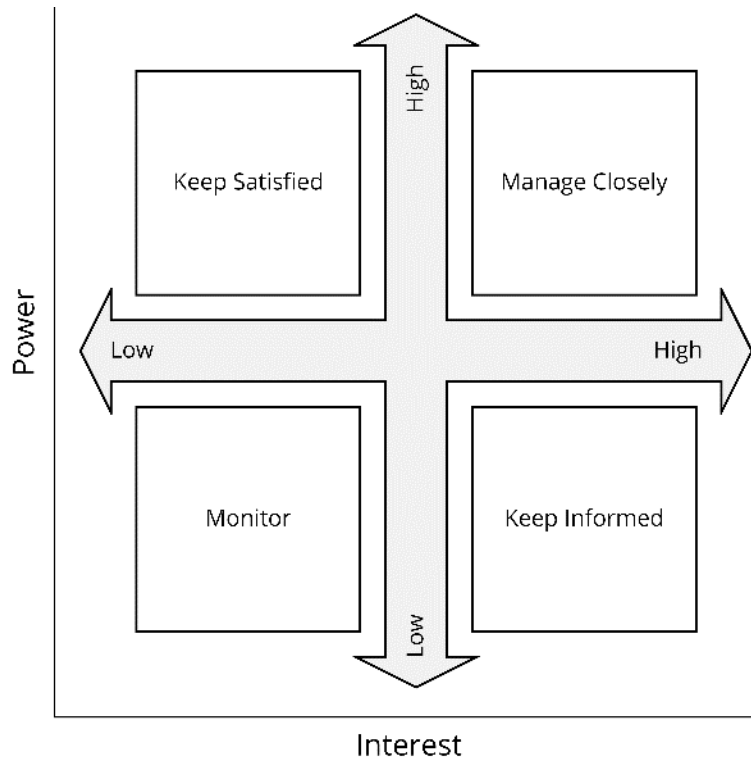 High
Keep Satisfied
Manage Closely
Power
Low
High
Monitor
Keep Informed
Low
Interest